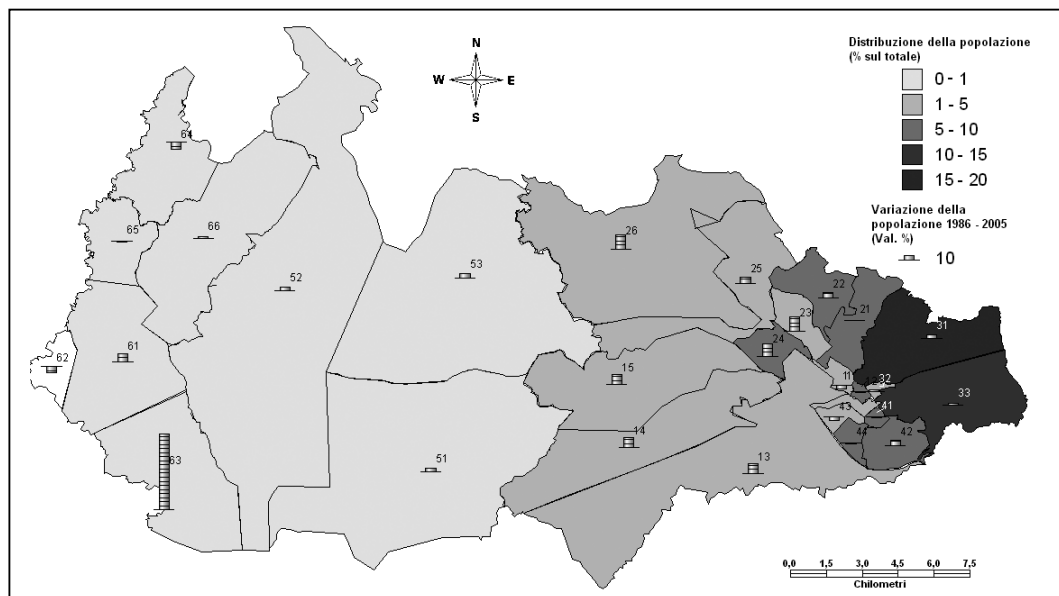 N
W E
S
Distribuzione della popolazione
(% sul totale)
0 - 1
1 - 5
5 - 10
10 - 15
15 - 20
Variazione della
popolazione 1986 - 2005
(Val. %)
10
64
65
66
26
53
52
25
22
21
23
31
24
62
61
15
11
32
33
41
43
44
42
14
13
63
51
0,0 1,5 3,0 4,5 6,0 7,5
Chilometri